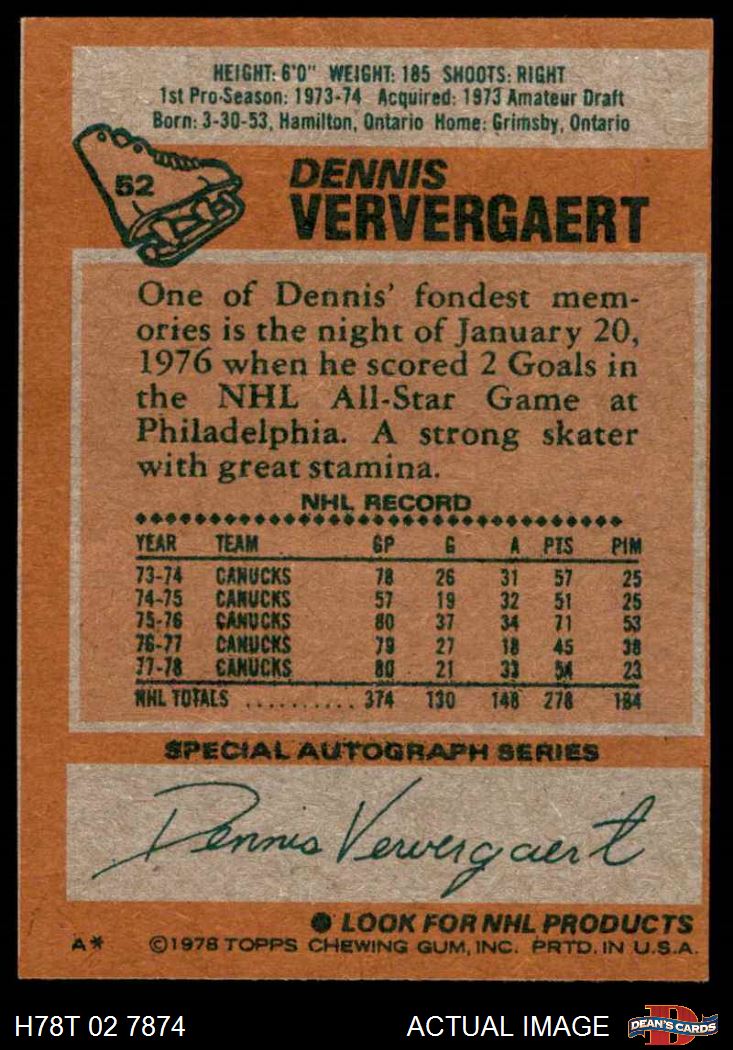 HEIGHT: 6'0" WEIGHT: 185 SHOOTS: RIGHT
1st Pro-Season: 1973-74 Acquired: 1973 Amateur Draft
Born: 3-30-53, Hamilton, Ontario Home: Grimsby, Ontario
52
DENNIS
VERVERGAERT
One of Dennis' fondest mem-
ories is the night of January 20,
1976 when he scored 2 Goals in
the NHL All-Star Game at
Philadelphia. A strong skater
with great stamina.
NHL RECORD
YEAR TEAM GP G A PTS PIM
73-74 CANUCKS 78 26 31 57 25
74-75 CANUCKS 57 19 32 51 25
75-76 CANUCKS 80 37 34 71 53
76-77 CANUCKS 79 27 18 45 38
77-78 CANUCKS 80 21 33 54 23
NHL TOTALS .......... 374 130 148 278 164
SPECIAL AUTOGRAPH SERIES
Dennis Ververgaert
● LOOK FOR NHL PRODUCTS
A* ©1978 TOPPS CHEWING GUM, INC. PRTD. IN U.S.A.
H78T 02 7874 ACTUAL IMAGE DEAN'S CARDS